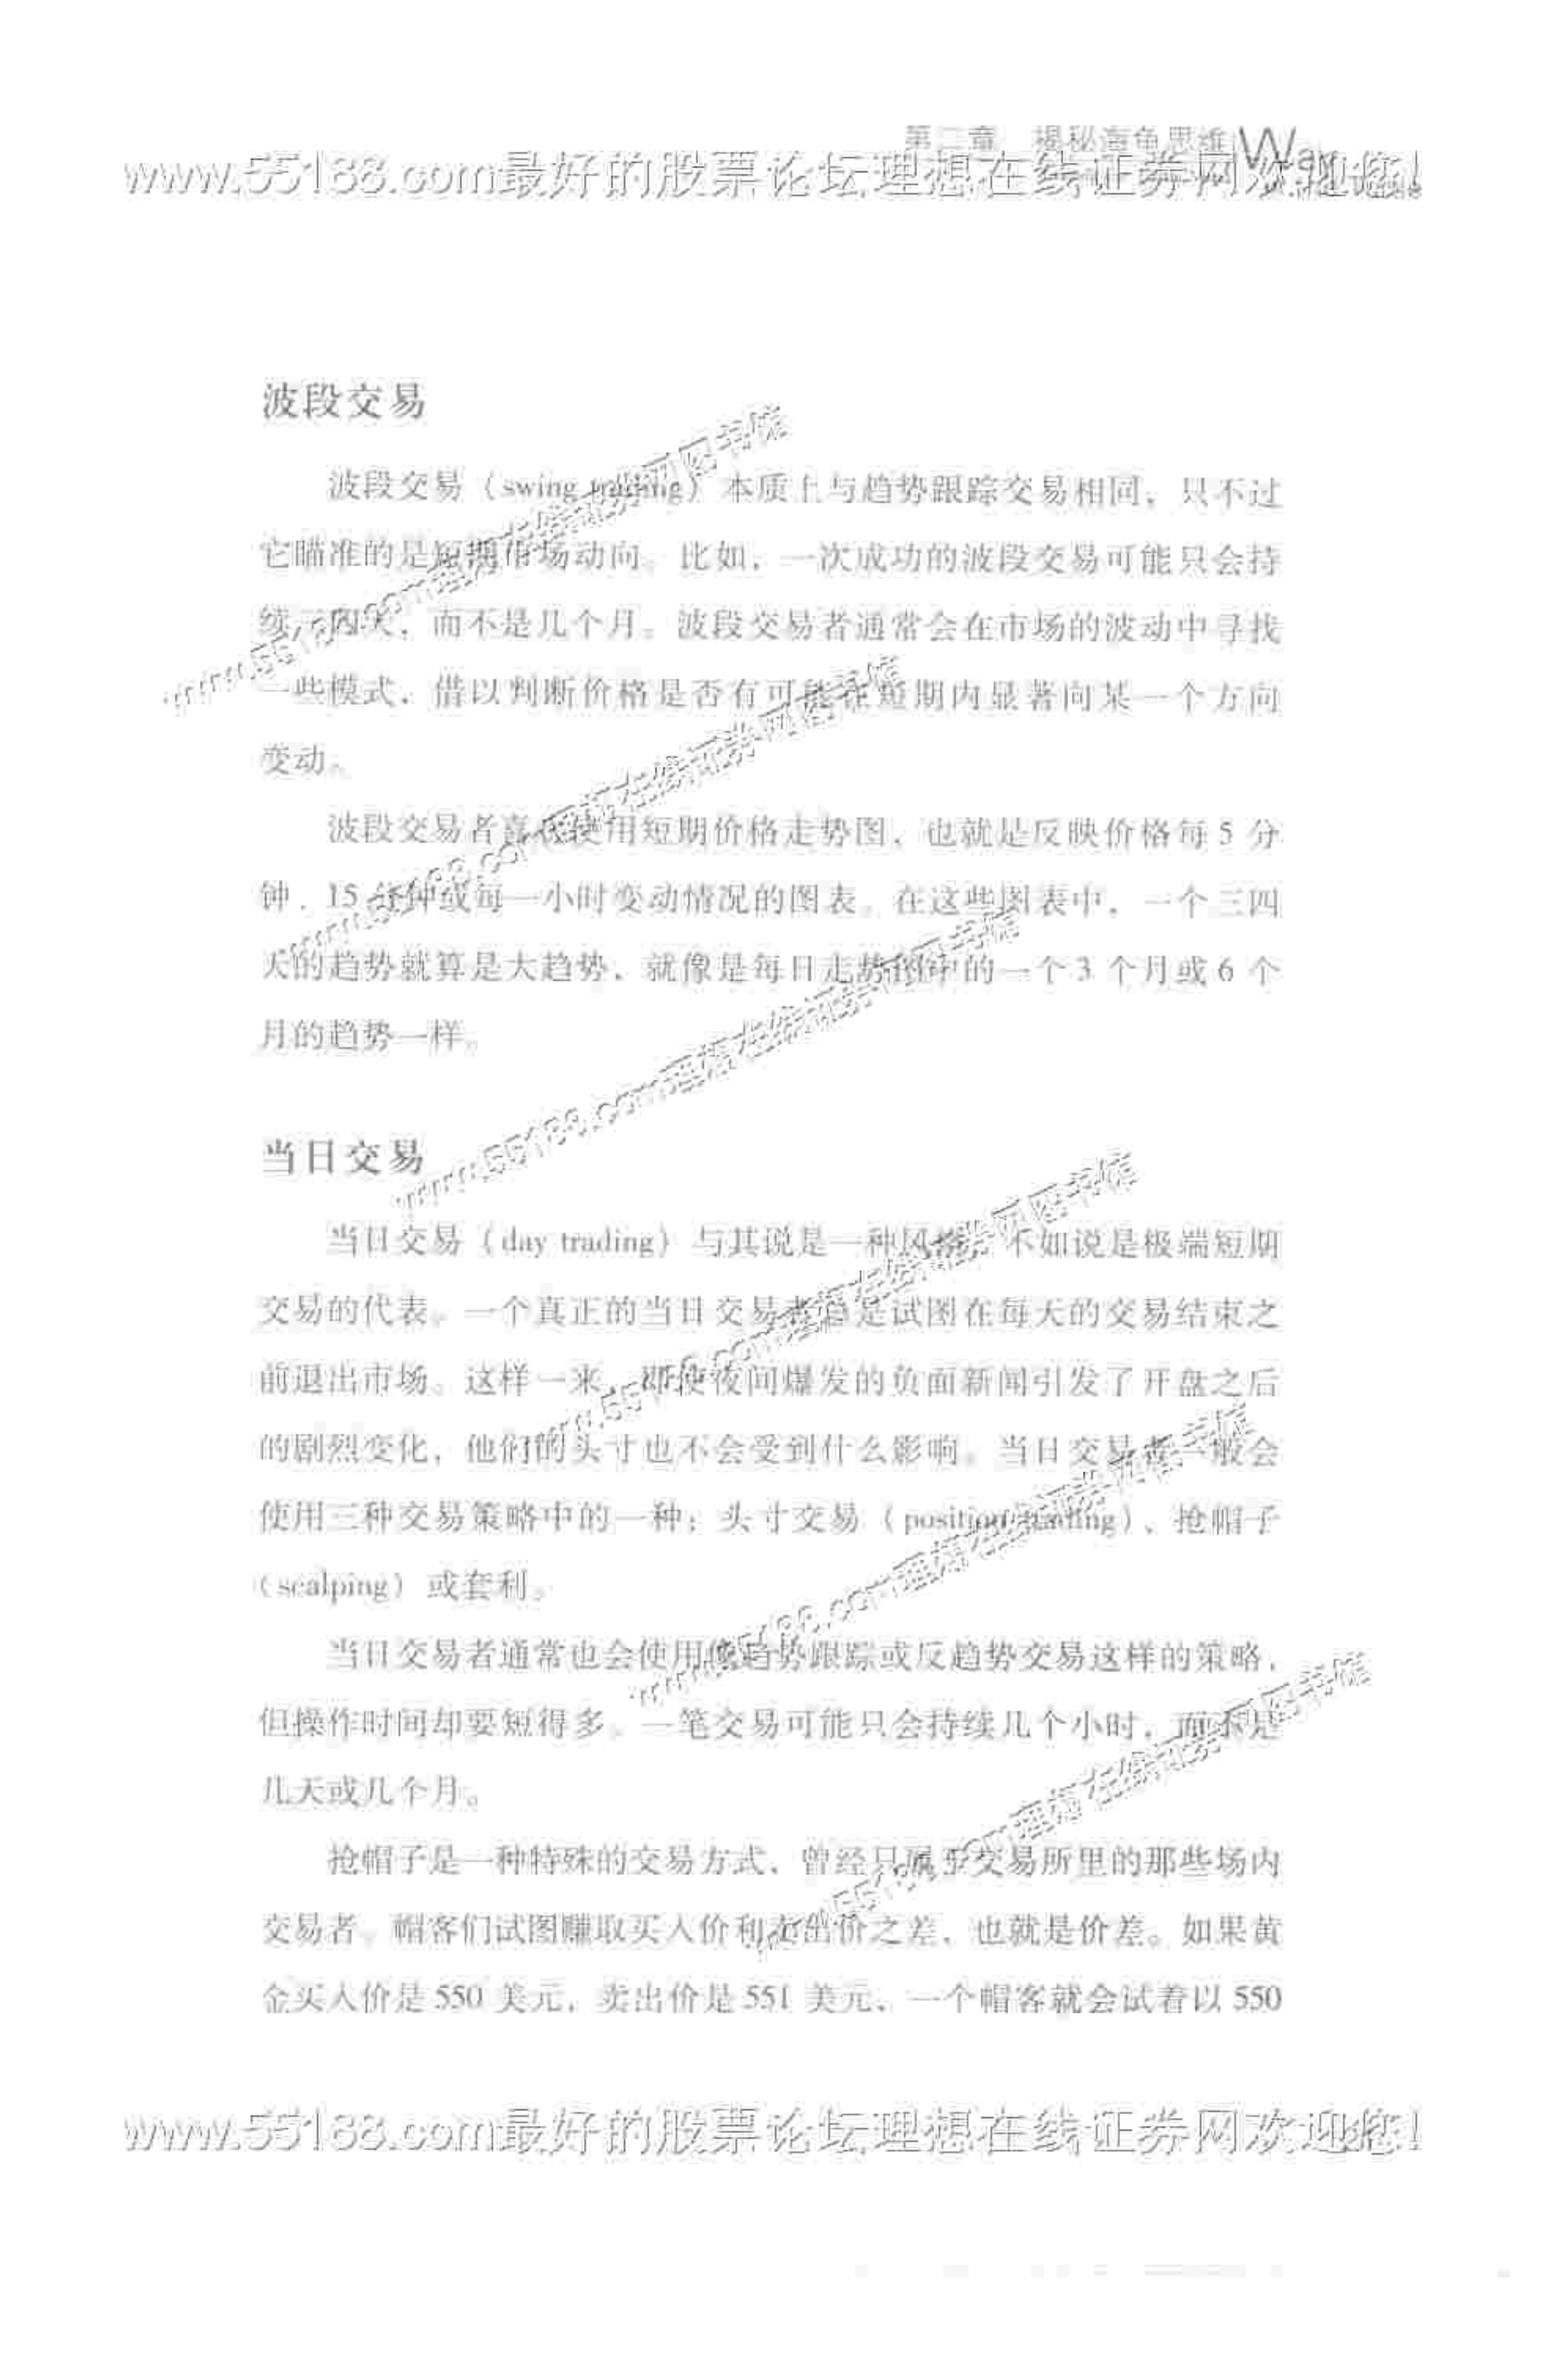 第二章 揭秘海龟思维 Way
www.55188.com最好的股票论坛理想在线证券网欢迎您!
波段交易
波段交易（swing trading）本质上与趋势跟踪交易相同，只不过
它瞄准的是短期市场动向。比如，一次成功的波段交易可能只会持
续三四天，而不是几个月。波段交易者通常会在市场的波动中寻找
一些模式，借以判断价格是否有可能在短期内显著向某一个方向
变动。
波段交易者喜欢使用短期价格走势图，也就是反映价格每 5 分
钟、15 分钟或每一小时变动情况的图表。在这些图表中，一个三四
天的趋势就算是大趋势，就像是每日走势图中的一个 3 个月或 6 个
月的趋势一样。
当日交易
当日交易（day trading）与其说是一种风格，不如说是极端短期
交易的代表。一个真正的当日交易者总是试图在每天的交易结束之
前退出市场。这样一来，即使夜间爆发的负面新闻引发了开盘之后
的剧烈变化，他们的头寸也不会受到什么影响。当日交易者一般会
使用三种交易策略中的一种：头寸交易（position trading）、抢帽子
（scalping）或套利。
当日交易者通常也会使用像趋势跟踪或反趋势交易这样的策略，
但操作时间却要短得多。一笔交易可能只会持续几个小时，而不是
几天或几个月。
抢帽子是一种特殊的交易方式，曾经只属于交易所里的那些场内
交易者。帽客们试图赚取买入价和卖出价之差，也就是价差。如果黄
金买入价是 550 美元，卖出价是 551 美元，一个帽客就会试着以 550
www.55188.com最好的股票论坛理想在线证券网欢迎您!